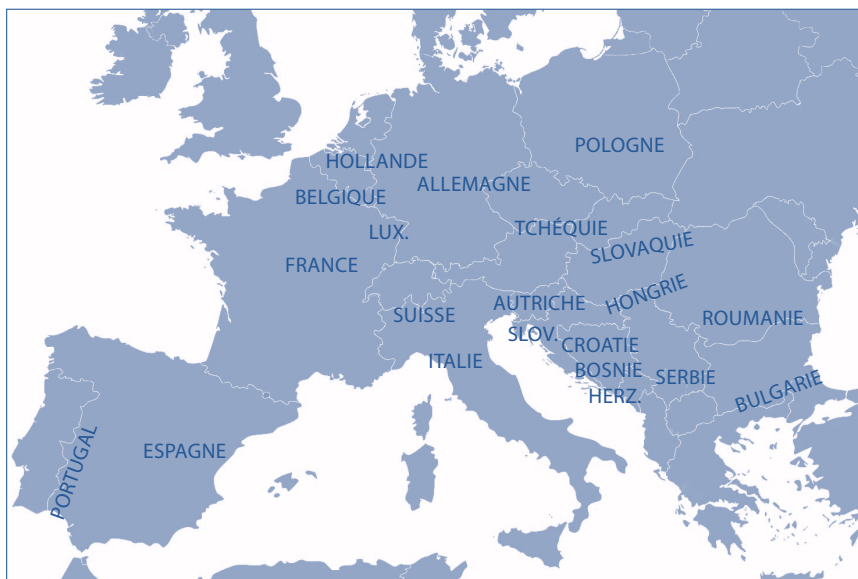 POLOGNE
HOLLANDE
ALLEMAGNE
BELGIQUE
TCHÉQUIE
LUX.
SLOVAQUIE
FRANCE
HONGRIE
AUTRICHE
SUISSE
ROUMANIE
SLOV.
CROATIE
ITALIE
BOSNIE
HERZ.
SERBIE
BULGARIE
ESPAGNE
PORTUGAL